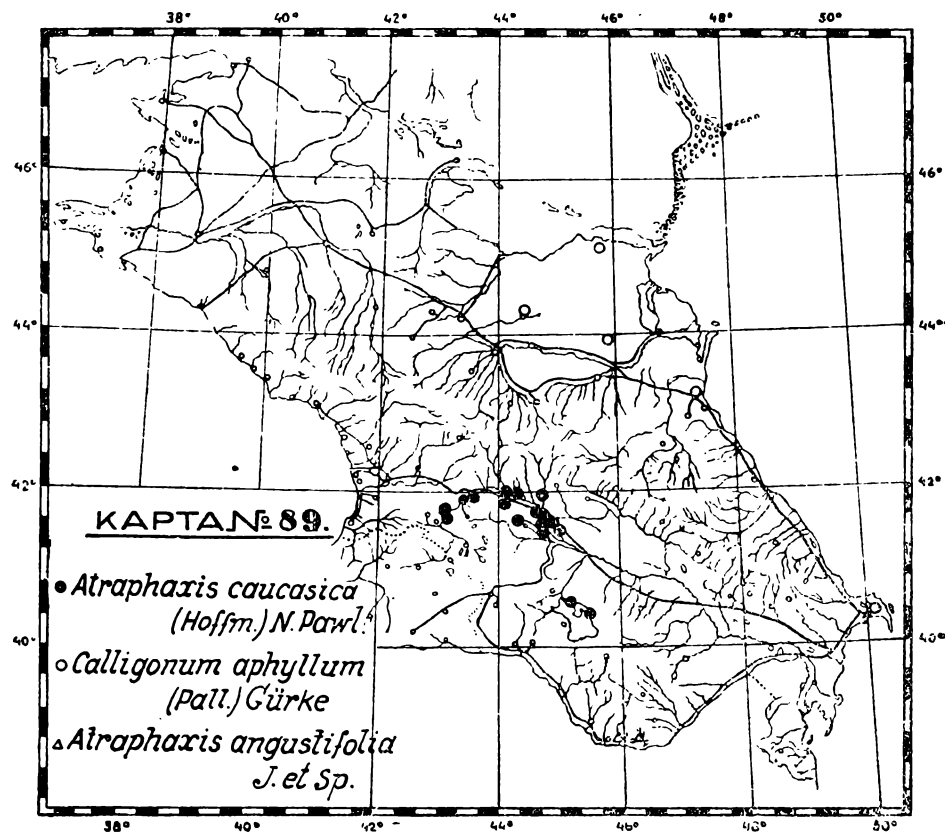 38° 40° 42° 44° 46° 48° 50°
46° 46°
44° 44°
42° 42°
КАРТА № 89.
Atraphaxis caucasica
(Hoffm.) N. Pawl.
40° 40°
Calligonum aphyllum
(Pall.) Gürke
Atraphaxis angustifolia
J. et Sp.
38° 40° 42° 44° 46° 48° 53°